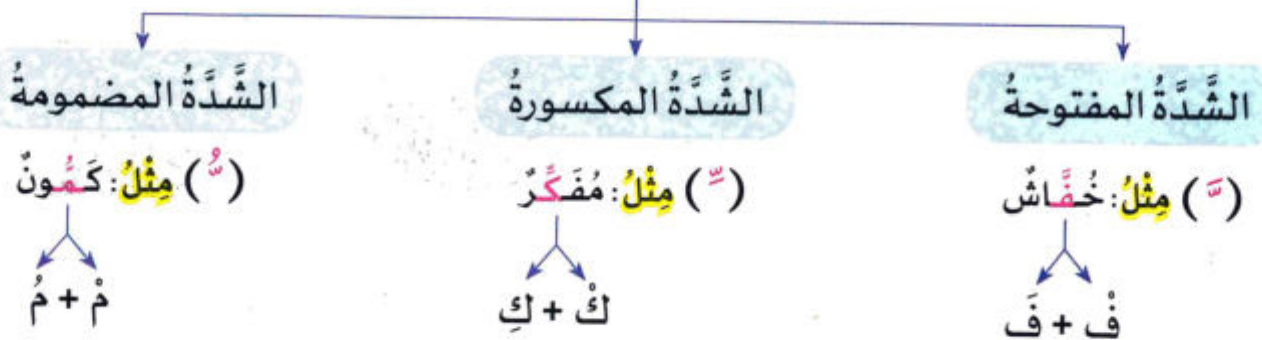 الشَّدَّةُ المفتوحةُ الشَّدَّةُ المكسورةُ الشَّدَّةُ المضمومةُ
(ـَّ) مِثْلُ: خُفَّاشٌ (ـِّ) مِثْلُ: مُفَكِّرٌ (ـُّ) مِثْلُ: كَمُّونٌ
فْ + فَ كْ + كِ مْ + مُ